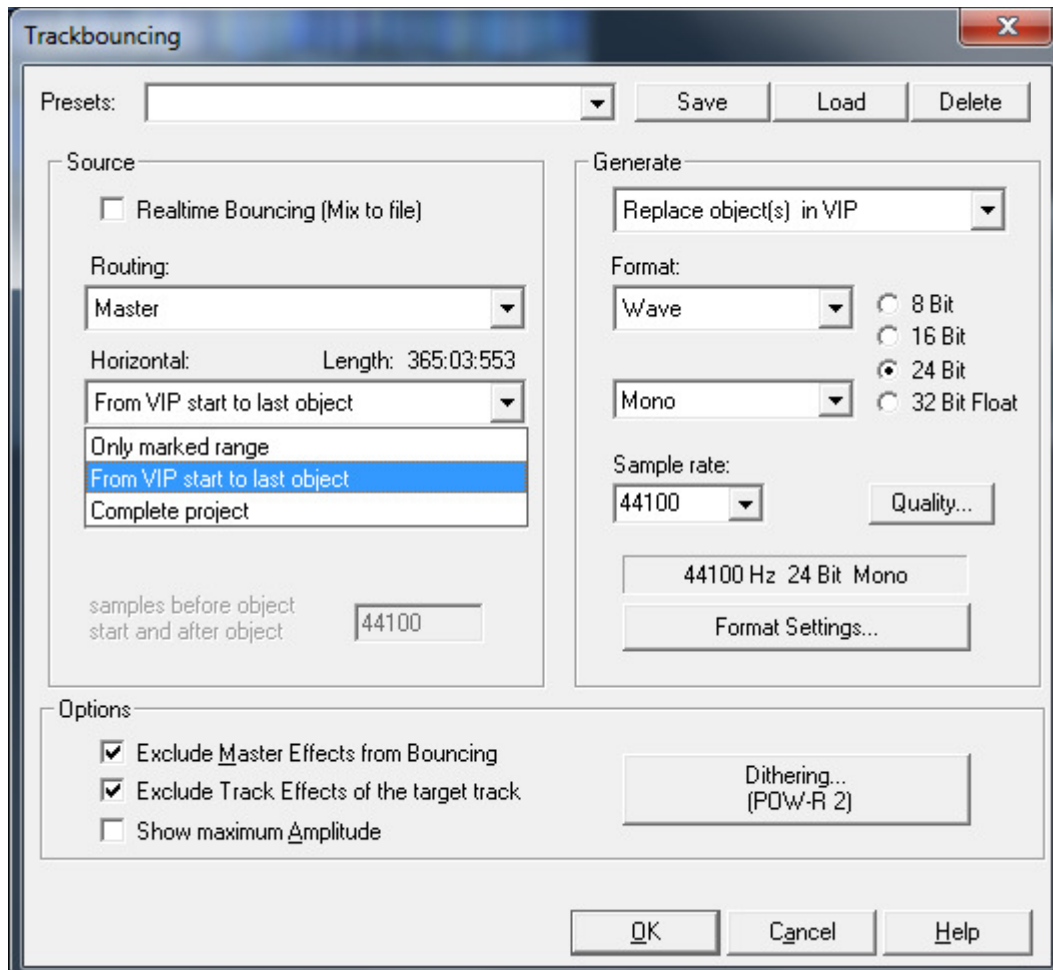 Trackbouncing
Presets:
Save
Load
Delete
Source
Realtime Bouncing (Mix to file)
Routing:
Master
Horizontal: Length: 365:03:553
From VIP start to last object
Only marked range
From VIP start to last object
Complete project
samples before object
start and after object
44100
Generate
Replace object(s) in VIP
Format:
Wave
8 Bit
16 Bit
24 Bit
32 Bit Float
Mono
Sample rate:
44100
Quality...
44100 Hz 24 Bit Mono
Format Settings...
Options
Exclude Master Effects from Bouncing
Exclude Track Effects of the target track
Show maximum Amplitude
Dithering...
(POW-R 2)
OK
Cancel
Help